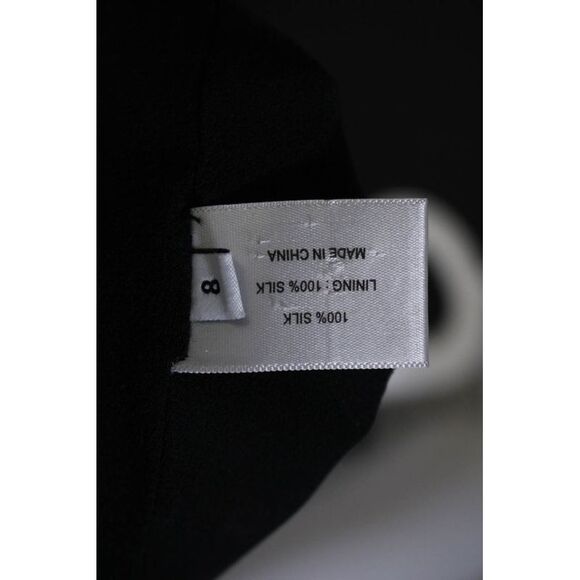 100% SILK
LINING : 100% SILK
MADE IN CHINA
8